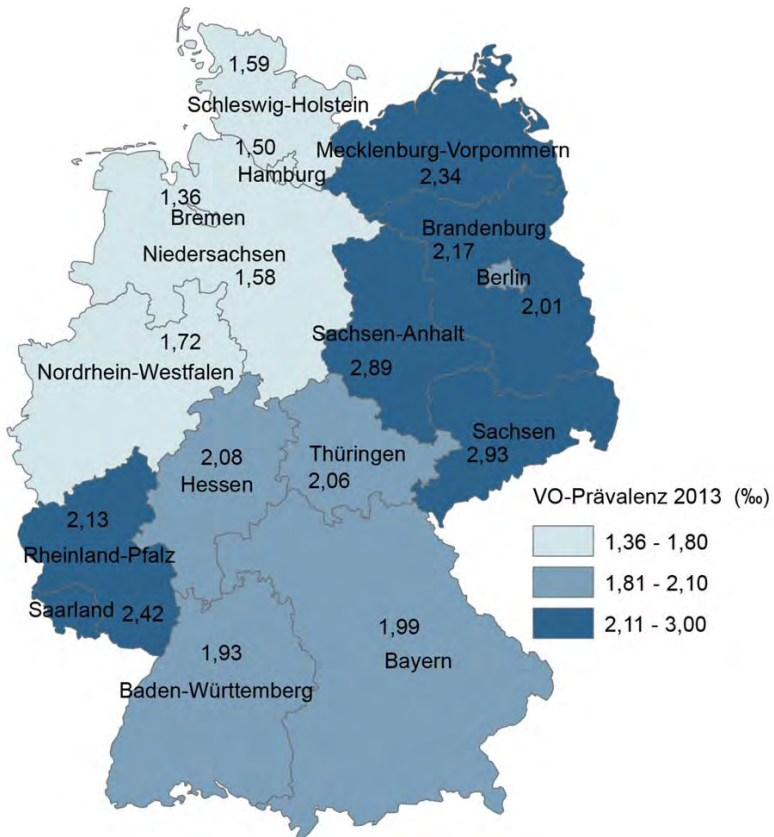 1,59
Schleswig-Holstein
1,50
Hamburg
Mecklenburg-Vorpommern
2,34
1,36
Bremen
Brandenburg
2,17
Niedersachsen
1,58
Berlin
2,01
Sachsen-Anhalt
2,89
1,72
Nordrhein-Westfalen
Sachsen
2,93
Thüringen
2,06
2,08
Hessen
2,13
Rheinland-Pfalz
Saarland
2,42
1,93
Baden-Württemberg
1,99
Bayern
VO-Prävalenz 2013 (‰)
1,36 - 1,80
1,81 - 2,10
2,11 - 3,00